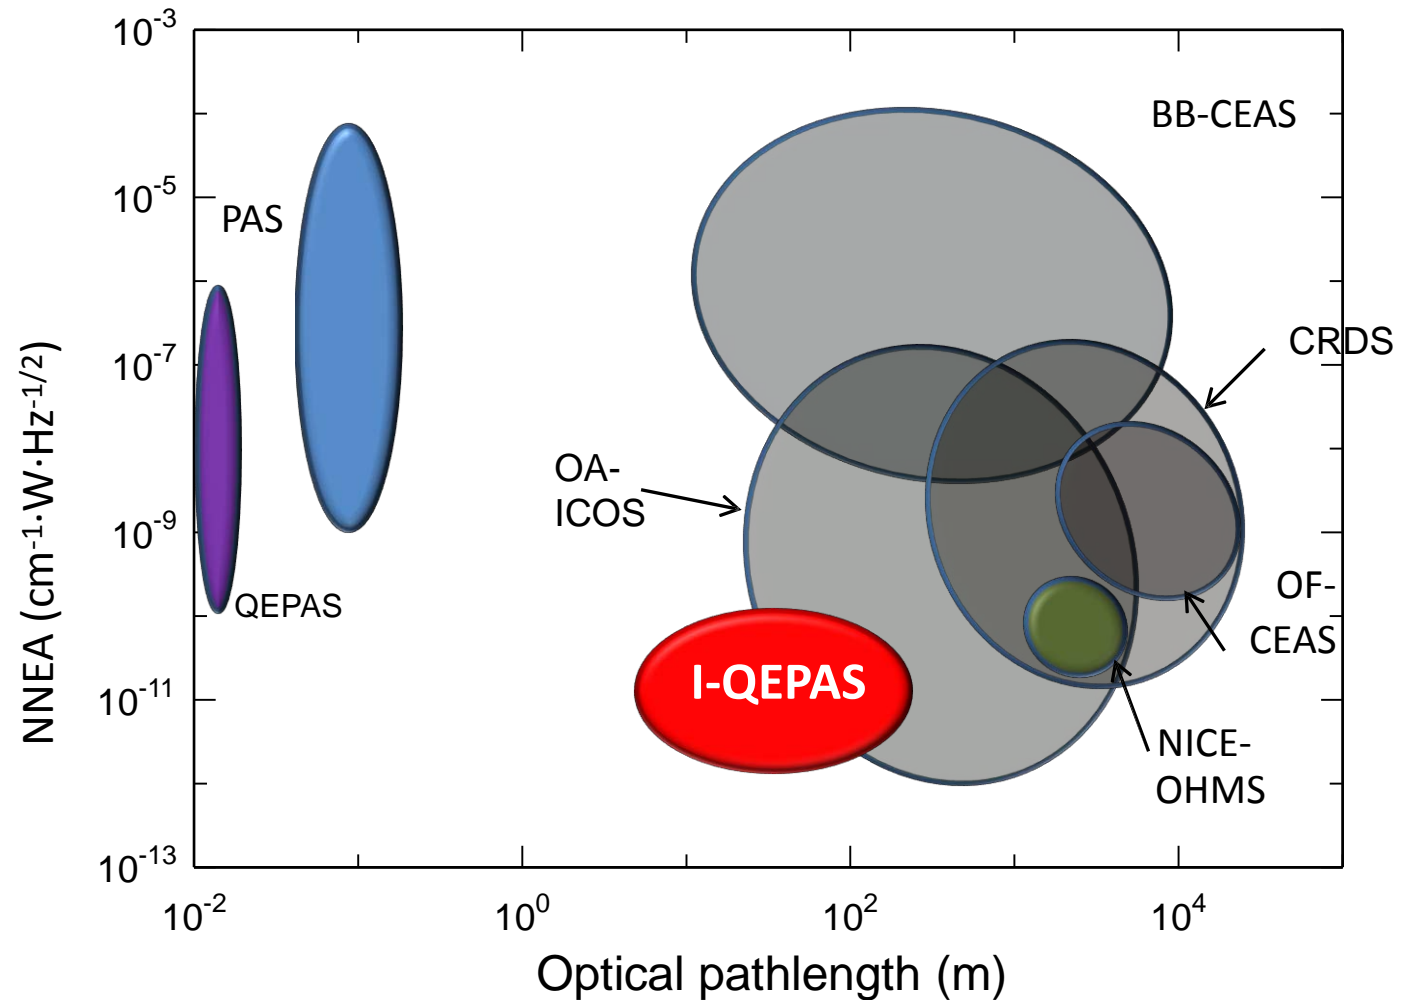 10-3
BB-CEAS
10-5
PAS
CRDS
10-7
OA-
ICOS
10-9
OF-
CEAS
QEPAS
I-QEPAS
10-11
NICE-
OHMS
10-13
NNEA (cm-1·W·Hz-1/2)
10-2
100
102
104
Optical pathlength (m)